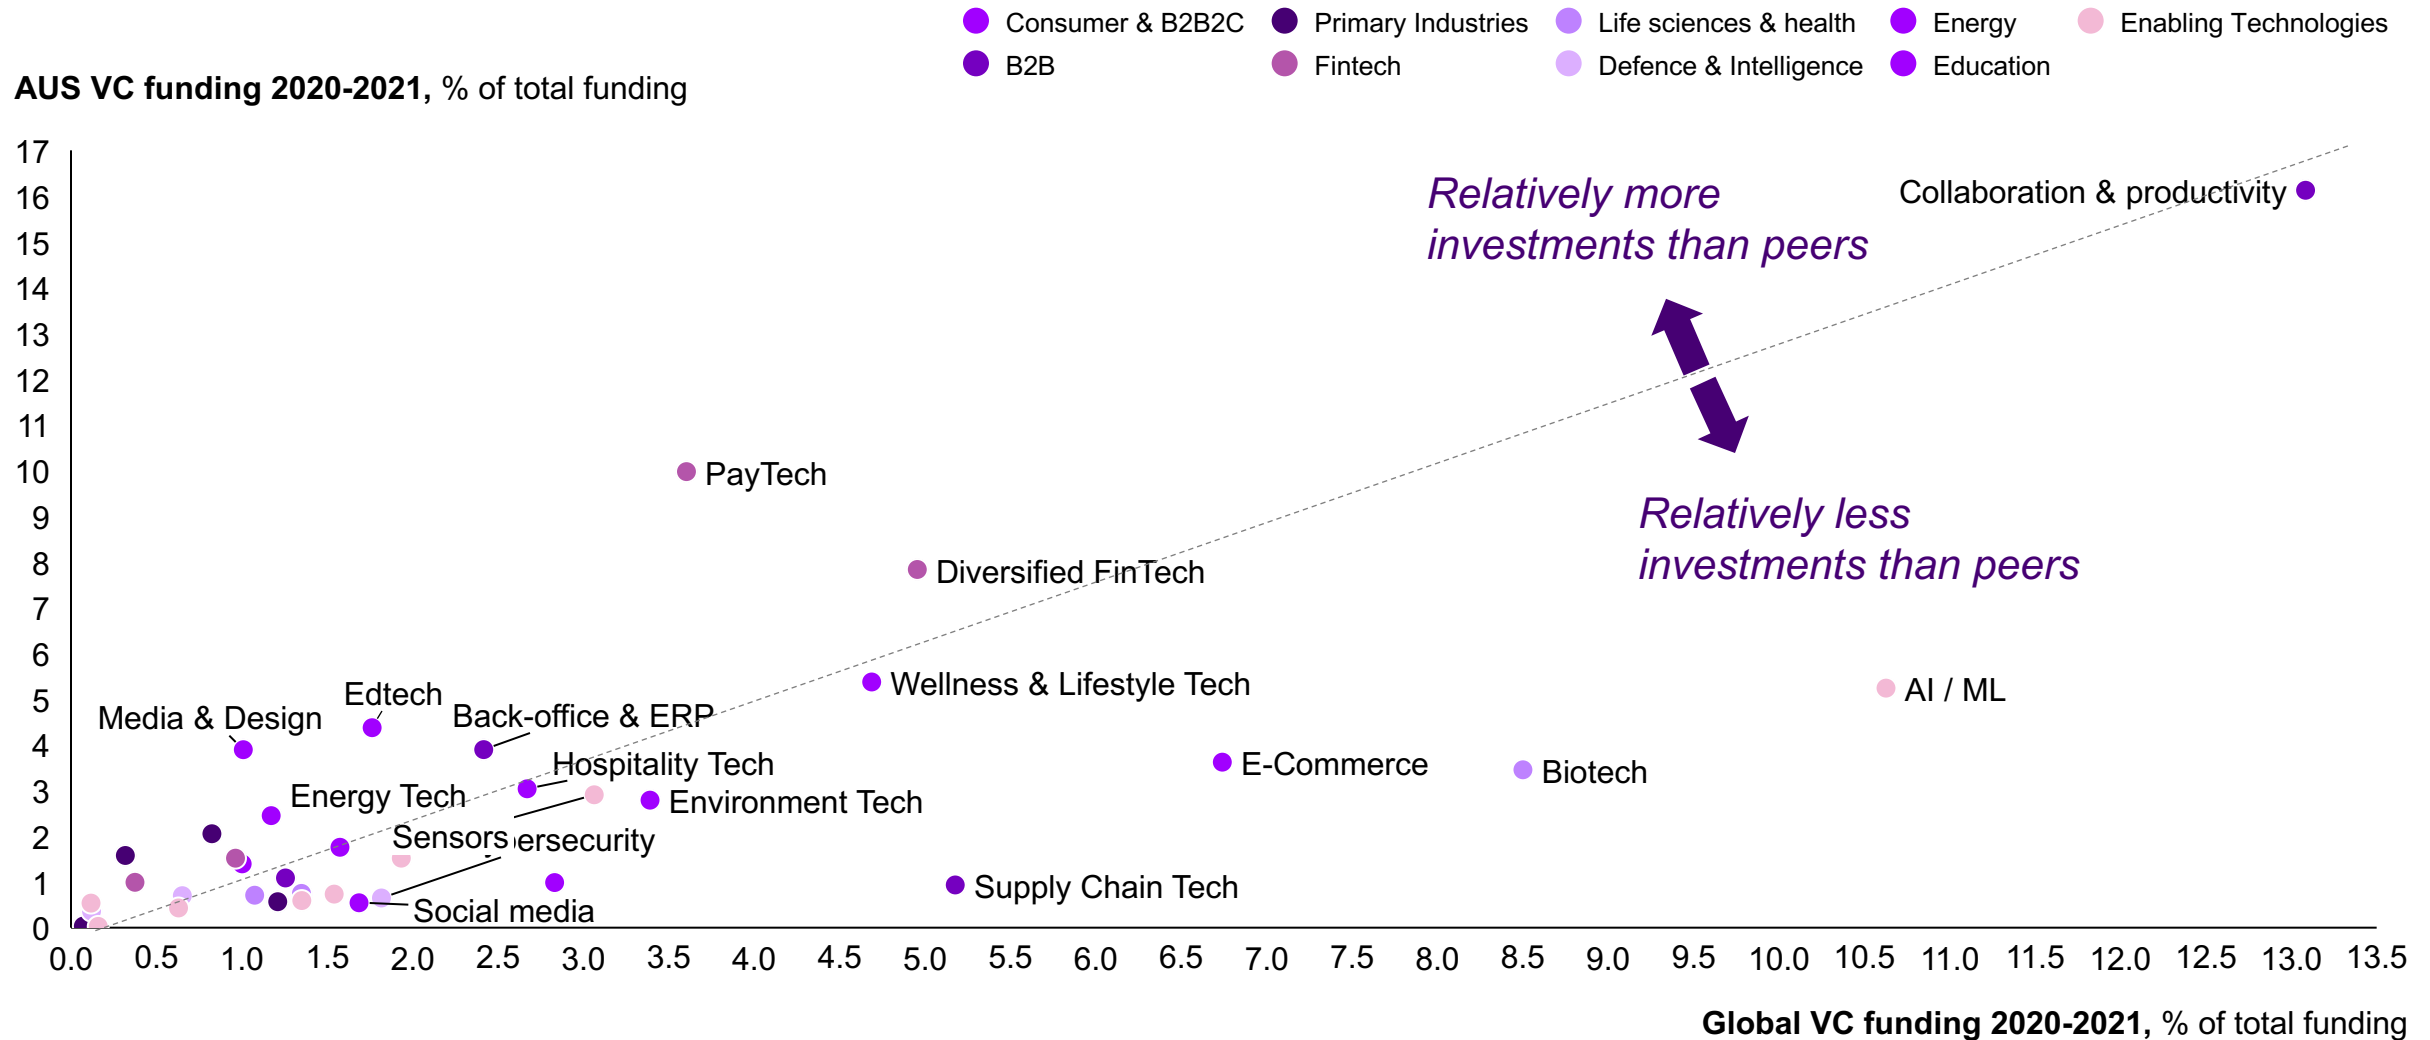 Consumer & B2B2C
Primary Industries
Life sciences & health
Energy
Enabling Technologies
B2B
Fintech
Defence & Intelligence
Education
AUS VC funding 2020-2021, % of total funding
17
16
15
14
13
12
11
10
9
8
7
6
5
4
3
2
1
0
Collaboration & productivity
Relatively more
investments than peers
PayTech
Relatively less
investments than peers
Diversified FinTech
Wellness & Lifestyle Tech
AI / ML
Edtech
Media & Design
Back-office & ERP
Hospitality Tech
E-Commerce
Biotech
Energy Tech
Environment Tech
Sensors
ersecurity
Supply Chain Tech
Social media
0.0 0.5 1.0 1.5 2.0 2.5 3.0 3.5 4.0 4.5 5.0 5.5 6.0 6.5 7.0 7.5 8.0 8.5 9.0 9.5 10.0 10.5 11.0 11.5 12.0 12.5 13.0 13.5
Global VC funding 2020-2021, % of total funding